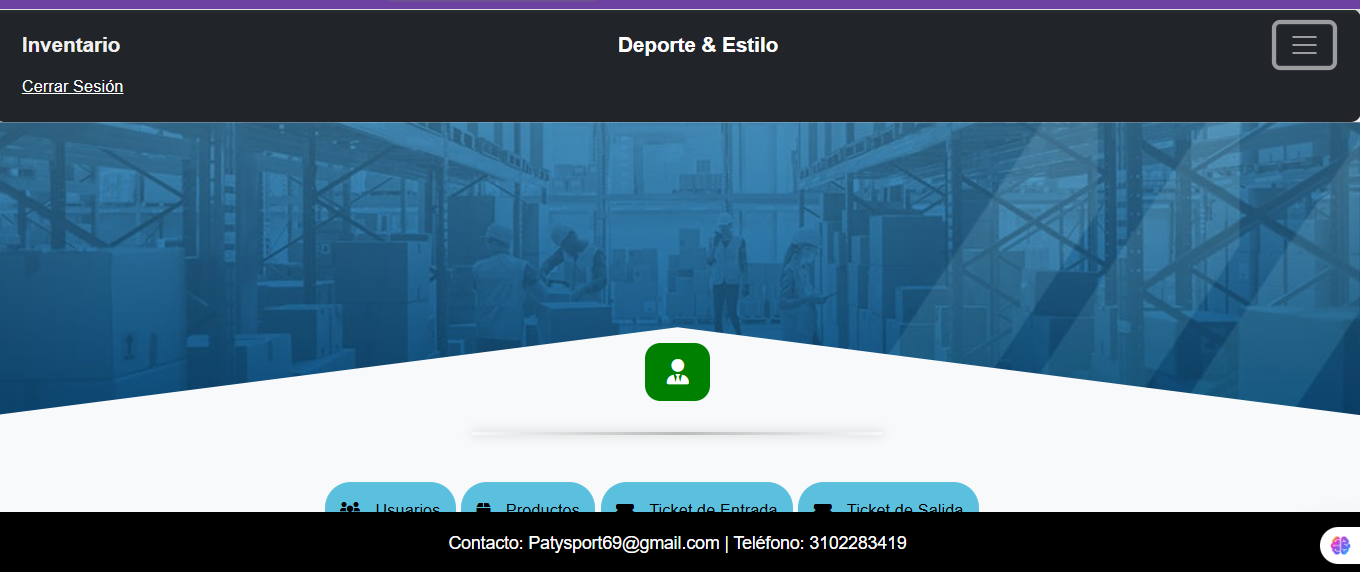 Inventario
Deporte & Estilo
Cerrar Sesión
Usuarios
Productos
Ticket de Entrada
Ticket de Salida
Contacto: Patysport69@gmail.com | Teléfono: 3102283419